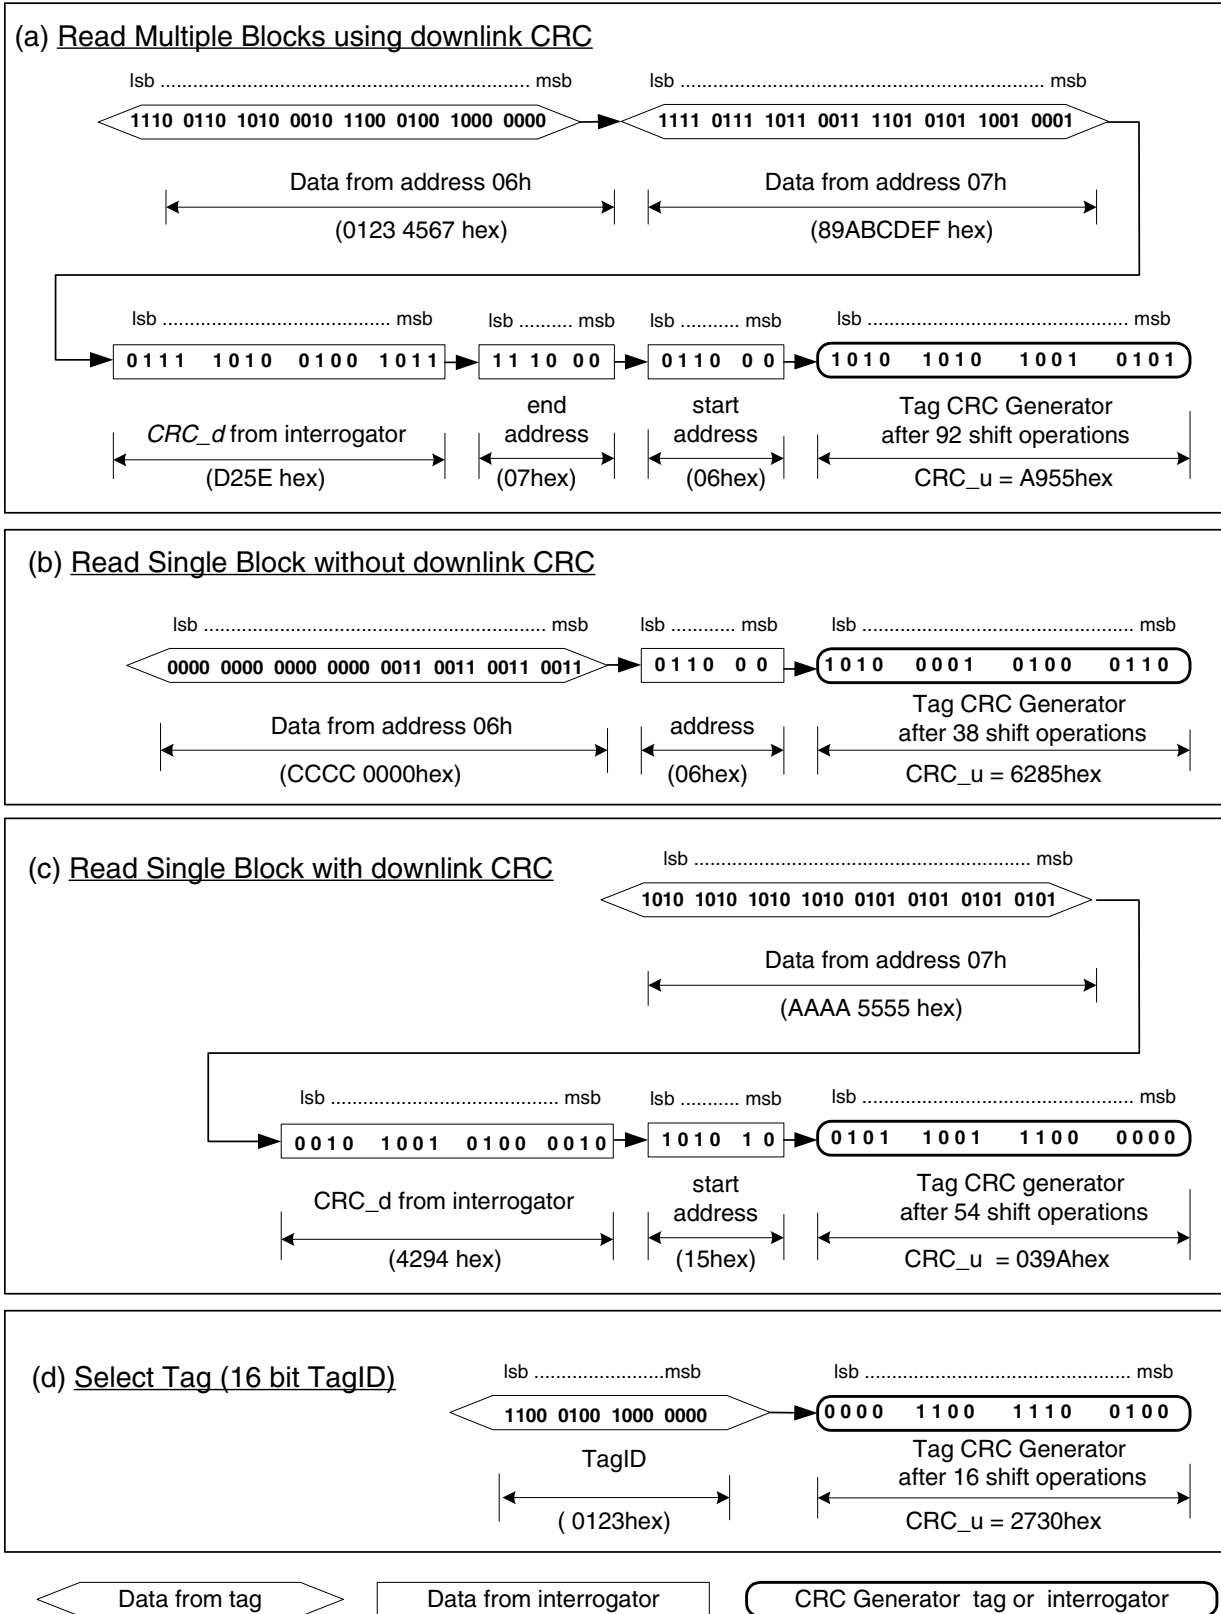 (a) Read Multiple Blocks using downlink CRC
lsb ..................................................................... msb
lsb ..................................................................... msb
1110 0110 1010 0010 1100 0100 1000 0000
1111 0111 1011 0011 1101 0101 1001 0001
Data from address 06h
Data from address 07h
(0123 4567 hex)
(89ABCDEF hex)
lsb .......................................... msb
lsb .......... msb
lsb ........... msb
lsb ..................................................... msb
0111 1010 0100 1011
11 10 00
0110 0 0
1010 1010 1001 0101
CRC_d from interrogator
end address
start address
Tag CRC Generator
after 92 shift operations
(D25E hex)
(07hex)
(06hex)
CRC_u = A955hex
(b) Read Single Block without downlink CRC
lsb ................................................................ msb
lsb ............ msb
lsb ....................................................... msb
0000 0000 0000 0000 0011 0011 0011 0011
0110 0 0
1010 0001 0100 0110
Data from address 06h
address
Tag CRC Generator
after 38 shift operations
(CCCC 0000hex)
(06hex)
CRC_u = 6285hex
(c) Read Single Block with downlink CRC
lsb .............................................................. msb
1010 1010 1010 1010 0101 0101 0101 0101
Data from address 07h
(AAAA 5555 hex)
lsb .......................................... msb
lsb ........... msb
lsb .................................................. msb
0010 1001 0100 0010
1010 1 0
0101 1001 1100 0000
CRC_d from interrogator
start address
Tag CRC generator
after 54 shift operations
(4294 hex)
(15hex)
CRC_u = 039Ahex
(d) Select Tag (16 bit TagID)
lsb ........................msb
lsb ................................................. msb
1100 0100 1000 0000
0000 1100 1110 0100
TagID
Tag CRC Generator
after 16 shift operations
( 0123hex)
CRC_u = 2730hex
Data from tag
Data from interrogator
CRC Generator tag or interrogator